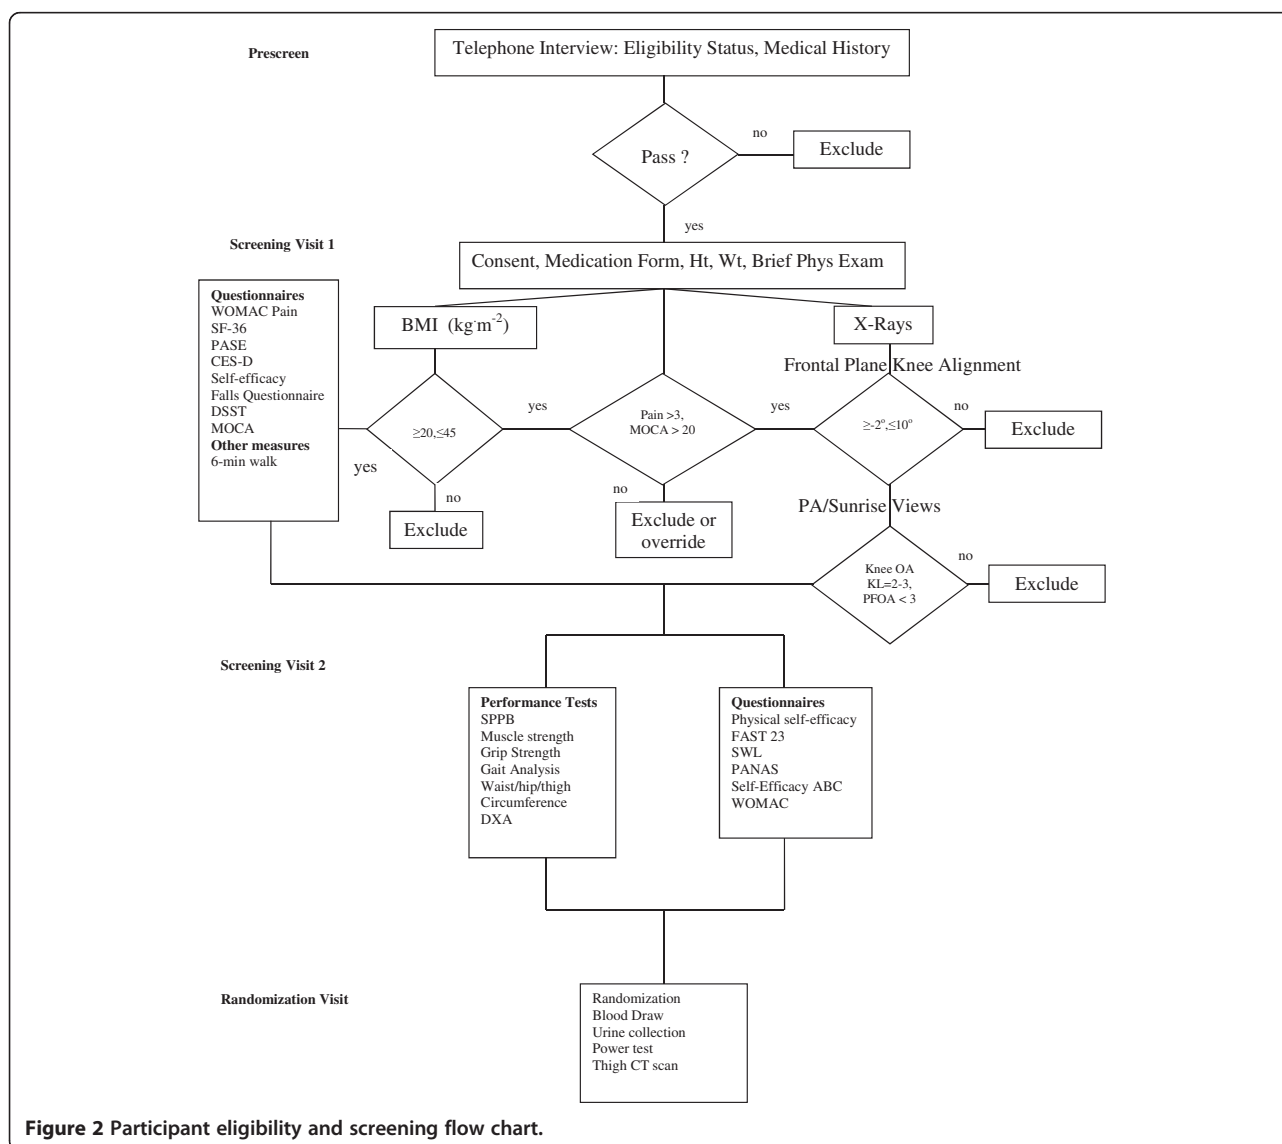 Prescreen
Telephone Interview: Eligibility Status, Medical History
Pass ?
no
Exclude
yes
Screening Visit 1
Consent, Medication Form, Ht, Wt, Brief Phys Exam
Questionnaires
WOMAC Pain
SF-36
PASE
CES-D
Self-efficacy
Falls Questionnaire
DSST
MOCA
Other measures
6-min walk
BMI (kg·m⁻²)
≥20,≤45
yes
yes
no
Exclude
Pain >3,
MOCA > 20
yes
no
Exclude or
override
X-Rays
Frontal Plane Knee Alignment
≥-2°,≤10°
no
Exclude
PA/Sunrise Views
Knee OA
KL=2-3,
PFOA < 3
no
Exclude
Screening Visit 2
Performance Tests
SPPB
Muscle strength
Grip Strength
Gait Analysis
Waist/hip/thigh
Circumference
DXA
Questionnaires
Physical self-efficacy
FAST 23
SWL
PANAS
Self-Efficacy ABC
WOMAC
Randomization Visit
Randomization
Blood Draw
Urine collection
Power test
Thigh CT scan
Figure 2 Participant eligibility and screening flow chart.